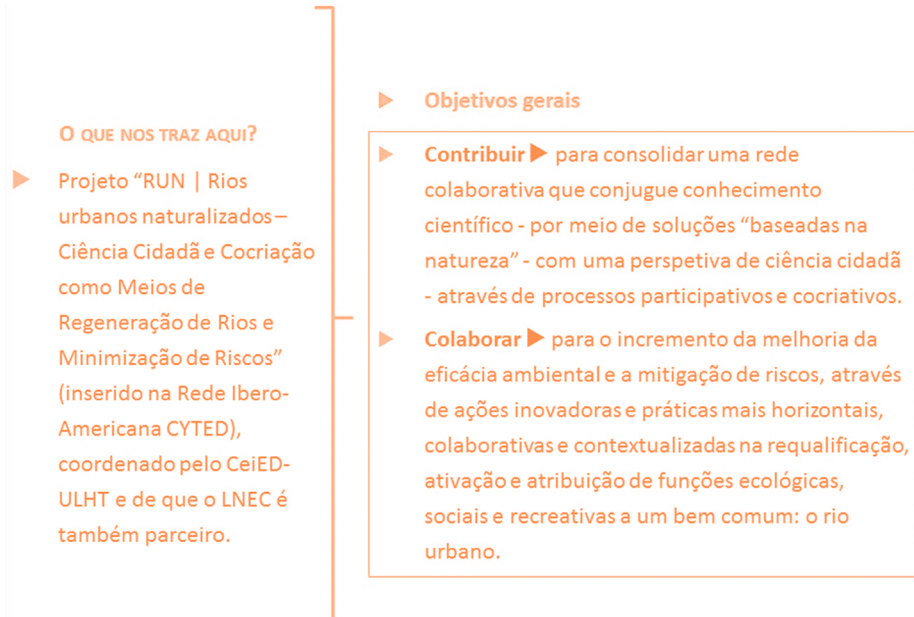 O QUE NOS TRAZ AQUI?
Projeto “RUN | Rios
urbanos naturalizados –
Ciência Cidadã e Cocriação
como Meios de
Regeneração de Rios e
Minimização de Riscos”
(inserido na Rede Ibero-
Americana CYTED),
coordenado pelo CeiED-
ULHT e de que o LNEC é
também parceiro.
Objetivos gerais
Contribuir ▶ para consolidar uma rede
colaborativa que conjugue conhecimento
científico - por meio de soluções “baseadas na
natureza” - com uma perspetiva de ciência cidadã
- através de processos participativos e cocriativos.
Colaborar ▶ para o incremento da melhoria da
eficácia ambiental e a mitigação de riscos, através
de ações inovadoras e práticas mais horizontais,
colaborativas e contextualizadas na requalificação,
ativação e atribuição de funções ecológicas,
sociais e recreativas a um bem comum: o rio
urbano.